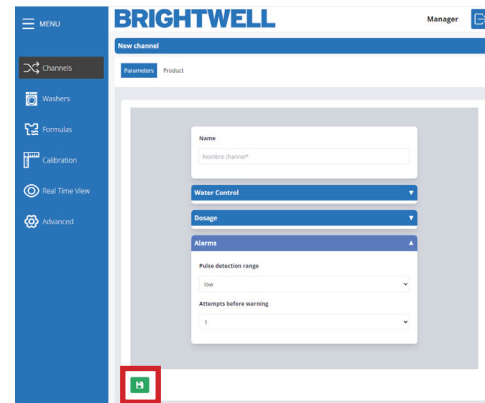 MENU
BRIGHTWELL
Manager
New channel
Channels
Parameters Product
Washers
Name
Formulas
Nombre channel*
Calibration
Water Control
Real Time View
Dosage
Advanced
Alarms
Pulse detection range
low
Attempts before warning
1